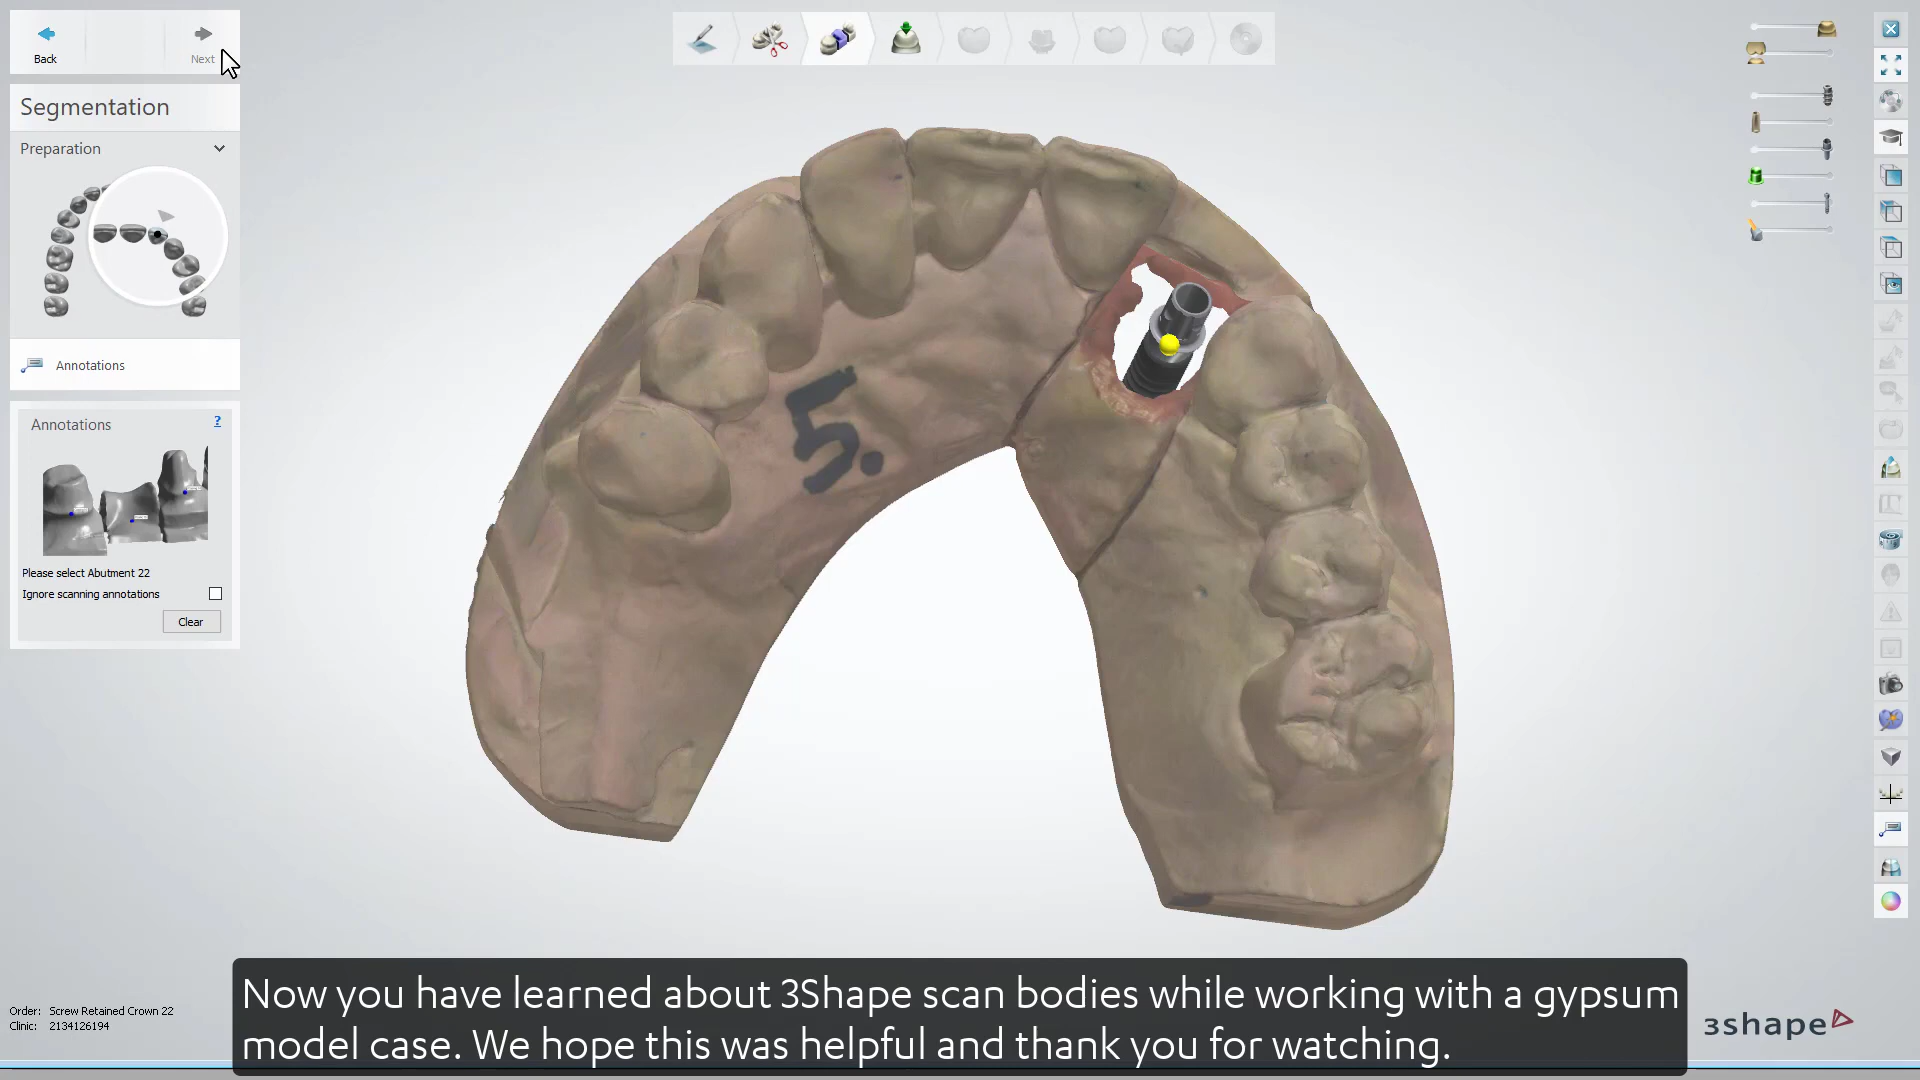 Back
Next
Segmentation
Preparation
Annotations
Annotations
?
Please select Abutment 22
Ignore scanning annotations
Clear
5.
Order: Screw Retained Crown 22
Clinic: 2134126194
Now you have learned about 3Shape scan bodies while working with a gypsum
model case. We hope this was helpful and thank you for watching.
3shape